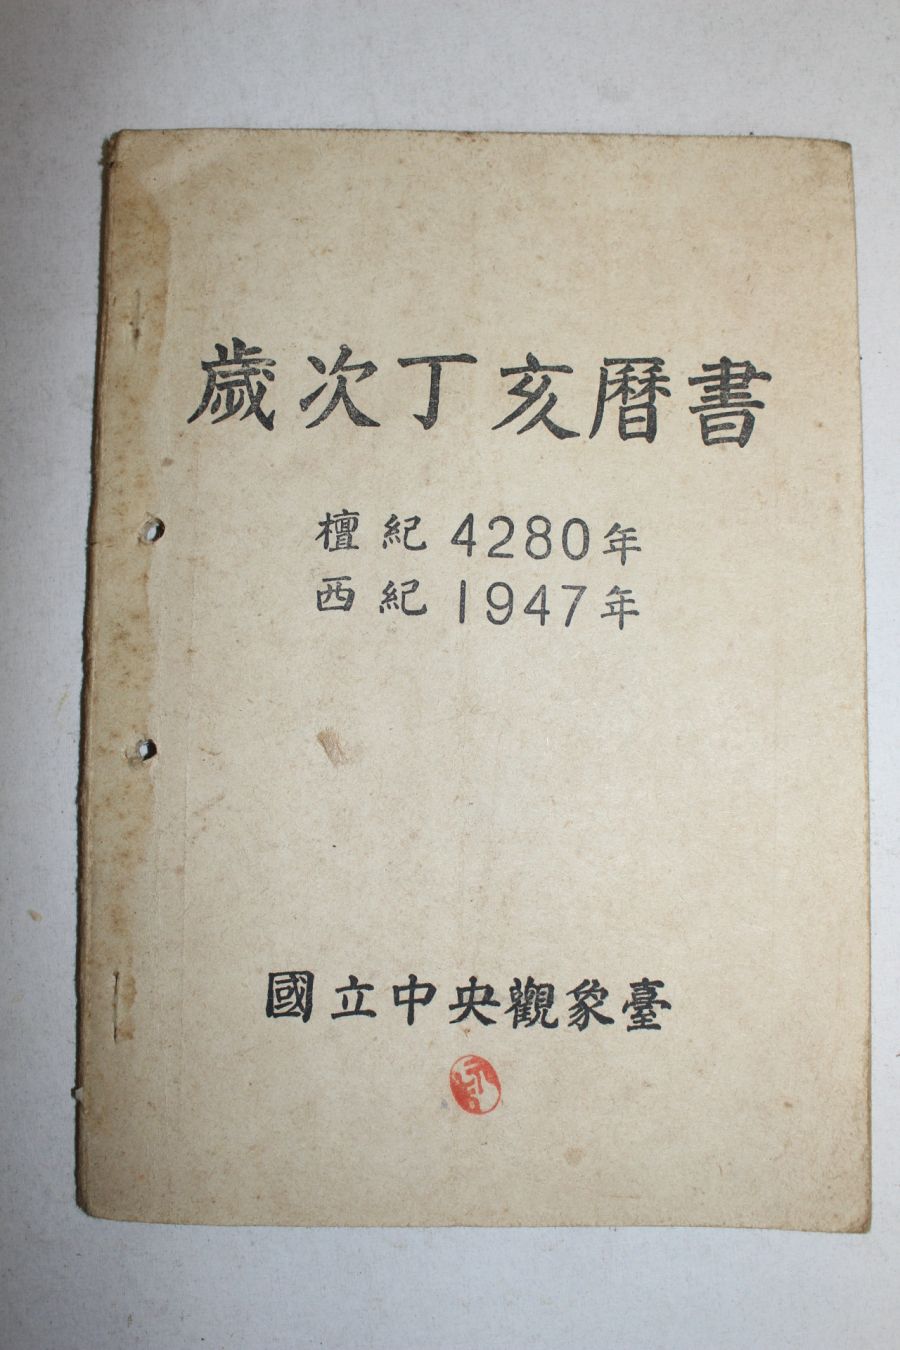 歲次丁亥曆書
檀紀4280年
西紀1947年
國立中央觀象臺